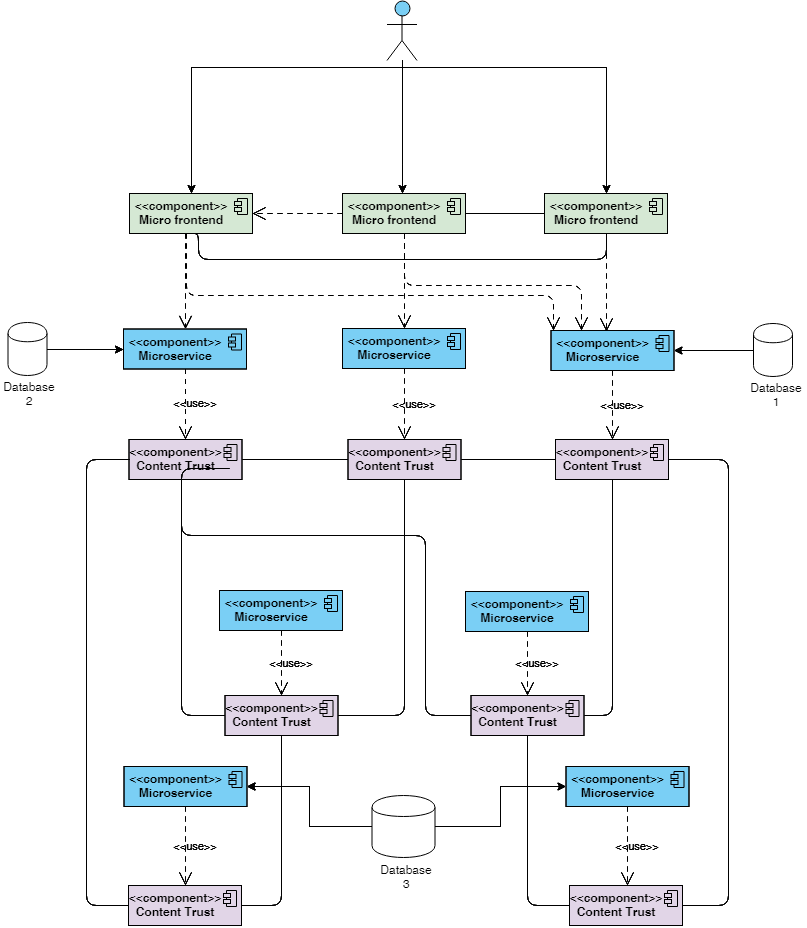 <<component>>
Micro frontend
<<component>>
Micro frontend
<<component>>
Micro frontend
<<component>>
Microservice
<<component>>
Microservice
<<component>>
Microservice
Database
2
Database
1
<<use>>
<<use>>
<<use>>
<<component>>
Content Trust
<<component>>
Content Trust
<<component>>
Content Trust
<<component>>
Microservice
<<component>>
Microservice
<<use>>
<<use>>
<<component>>
Content Trust
<<component>>
Content Trust
<<component>>
Microservice
<<component>>
Microservice
<<use>>
<<use>>
Database
3
<<component>>
Content Trust
<<component>>
Content Trust